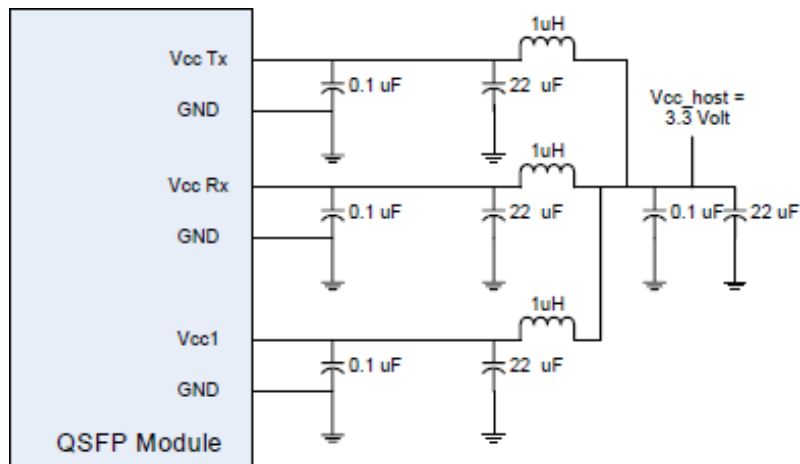 1uH
Vcc Tx
0.1 uF
22 uF
GND
Vcc_host =
3.3 Volt
1uH
Vcc Rx
0.1 uF
22 uF
0.1 uF
22 uF
GND
1uH
Vcc1
0.1 uF
22 uF
GND
QSFP Module